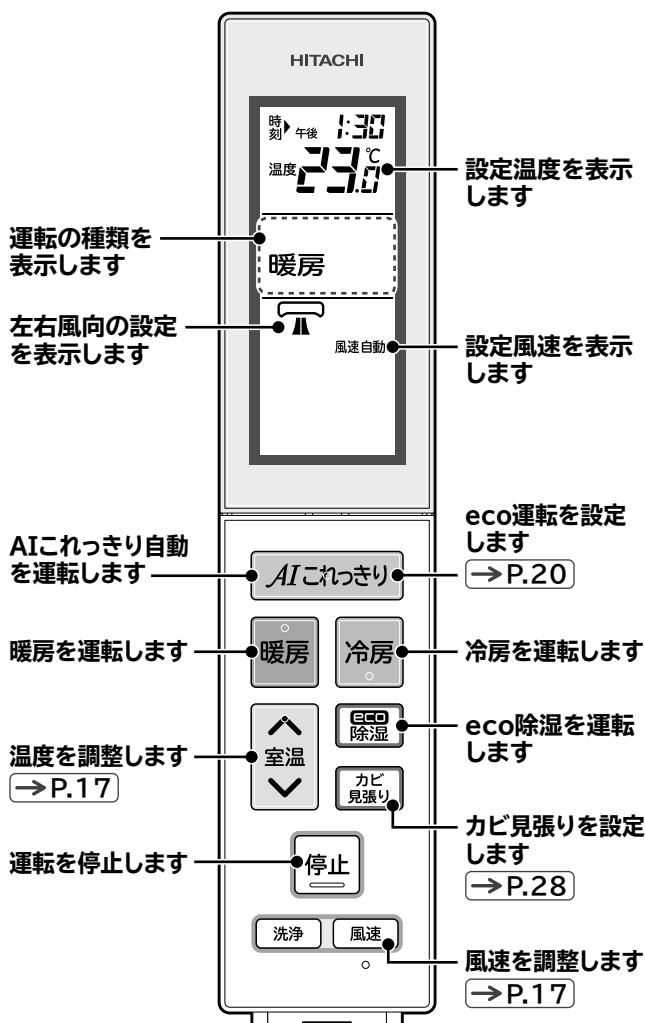 HITACHI
時刻 午後 1:30
温度 23.0 ℃
設定温度を表示
します
運転の種類を
表示します
暖房
左右風向の設定
を表示します
風速自動
設定風速を表示
します
eco運転を設定
します
→P.20
AIこれっきり自動
を運転します
AIこれっきり
暖房を運転します
暖房
冷房
冷房を運転します
eco
除湿
eco除湿を運転
します
温度を調整します
→P.17
室温
カビ
見張り
カビ見張りを設定
します
→P.28
運転を停止します
停止
洗浄
風速
風速を調整します
→P.17